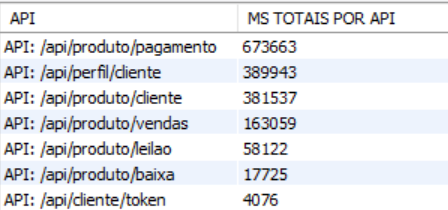 API MS TOTAIS POR API
API: /api/produto/pagamento 673663
API: /api/perfil/cliente 389943
API: /api/produto/cliente 381537
API: /api/produto/vendas 163059
API: /api/produto/leilao 58122
API: /api/produto/baixa 17725
API: /api/cliente/token 4076